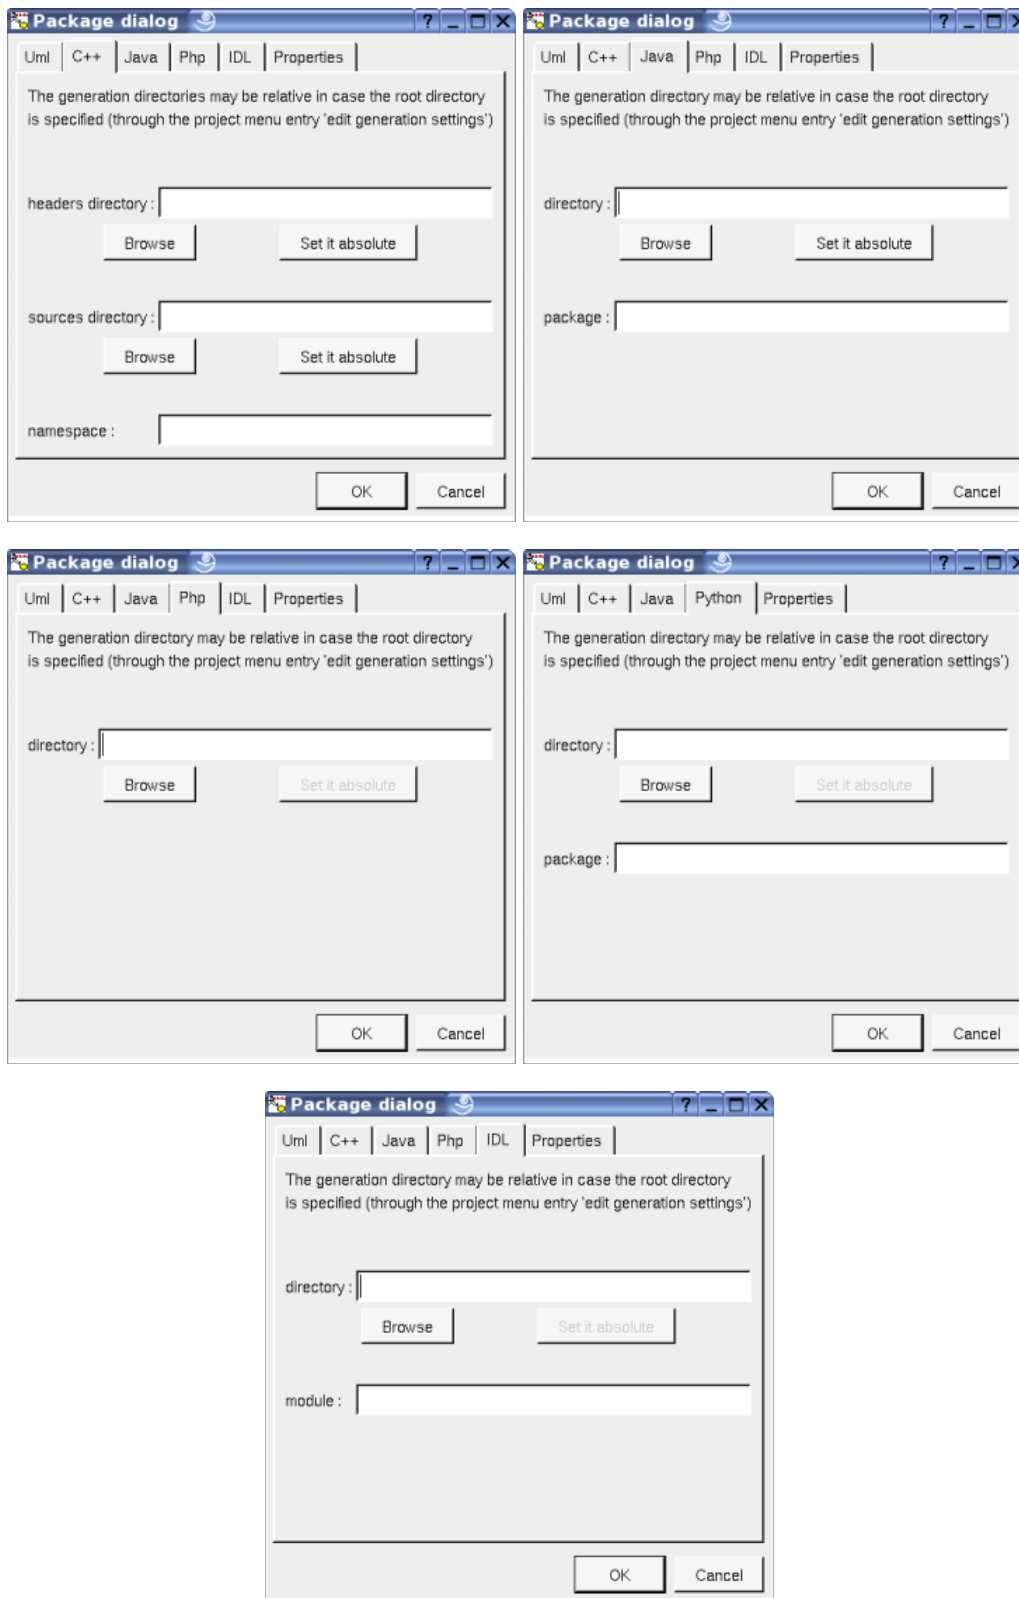 Package dialog
Uml C++ Java Php IDL Properties
The generation directories may be relative in case the root directory
is specified (through the project menu entry 'edit generation settings')
headers directory :
Browse Set it absolute
sources directory :
Browse Set it absolute
namespace :
OK Cancel
Package dialog
Uml C++ Java Php IDL Properties
The generation directory may be relative in case the root directory
is specified (through the project menu entry 'edit generation settings')
directory :
Browse Set it absolute
package :
OK Cancel
Package dialog
Uml C++ Java Php IDL Properties
The generation directory may be relative in case the root directory
is specified (through the project menu entry 'edit generation settings')
directory :
Browse Set it absolute
OK Cancel
Package dialog
Uml C++ Java Python Properties
The generation directory may be relative in case the root directory
is specified (through the project menu entry 'edit generation settings')
directory :
Browse Set it absolute
package :
OK Cancel
Package dialog
Uml C++ Java Php IDL Properties
The generation directory may be relative in case the root directory
is specified (through the project menu entry 'edit generation settings')
directory :
Browse Set it absolute
module :
OK Cancel